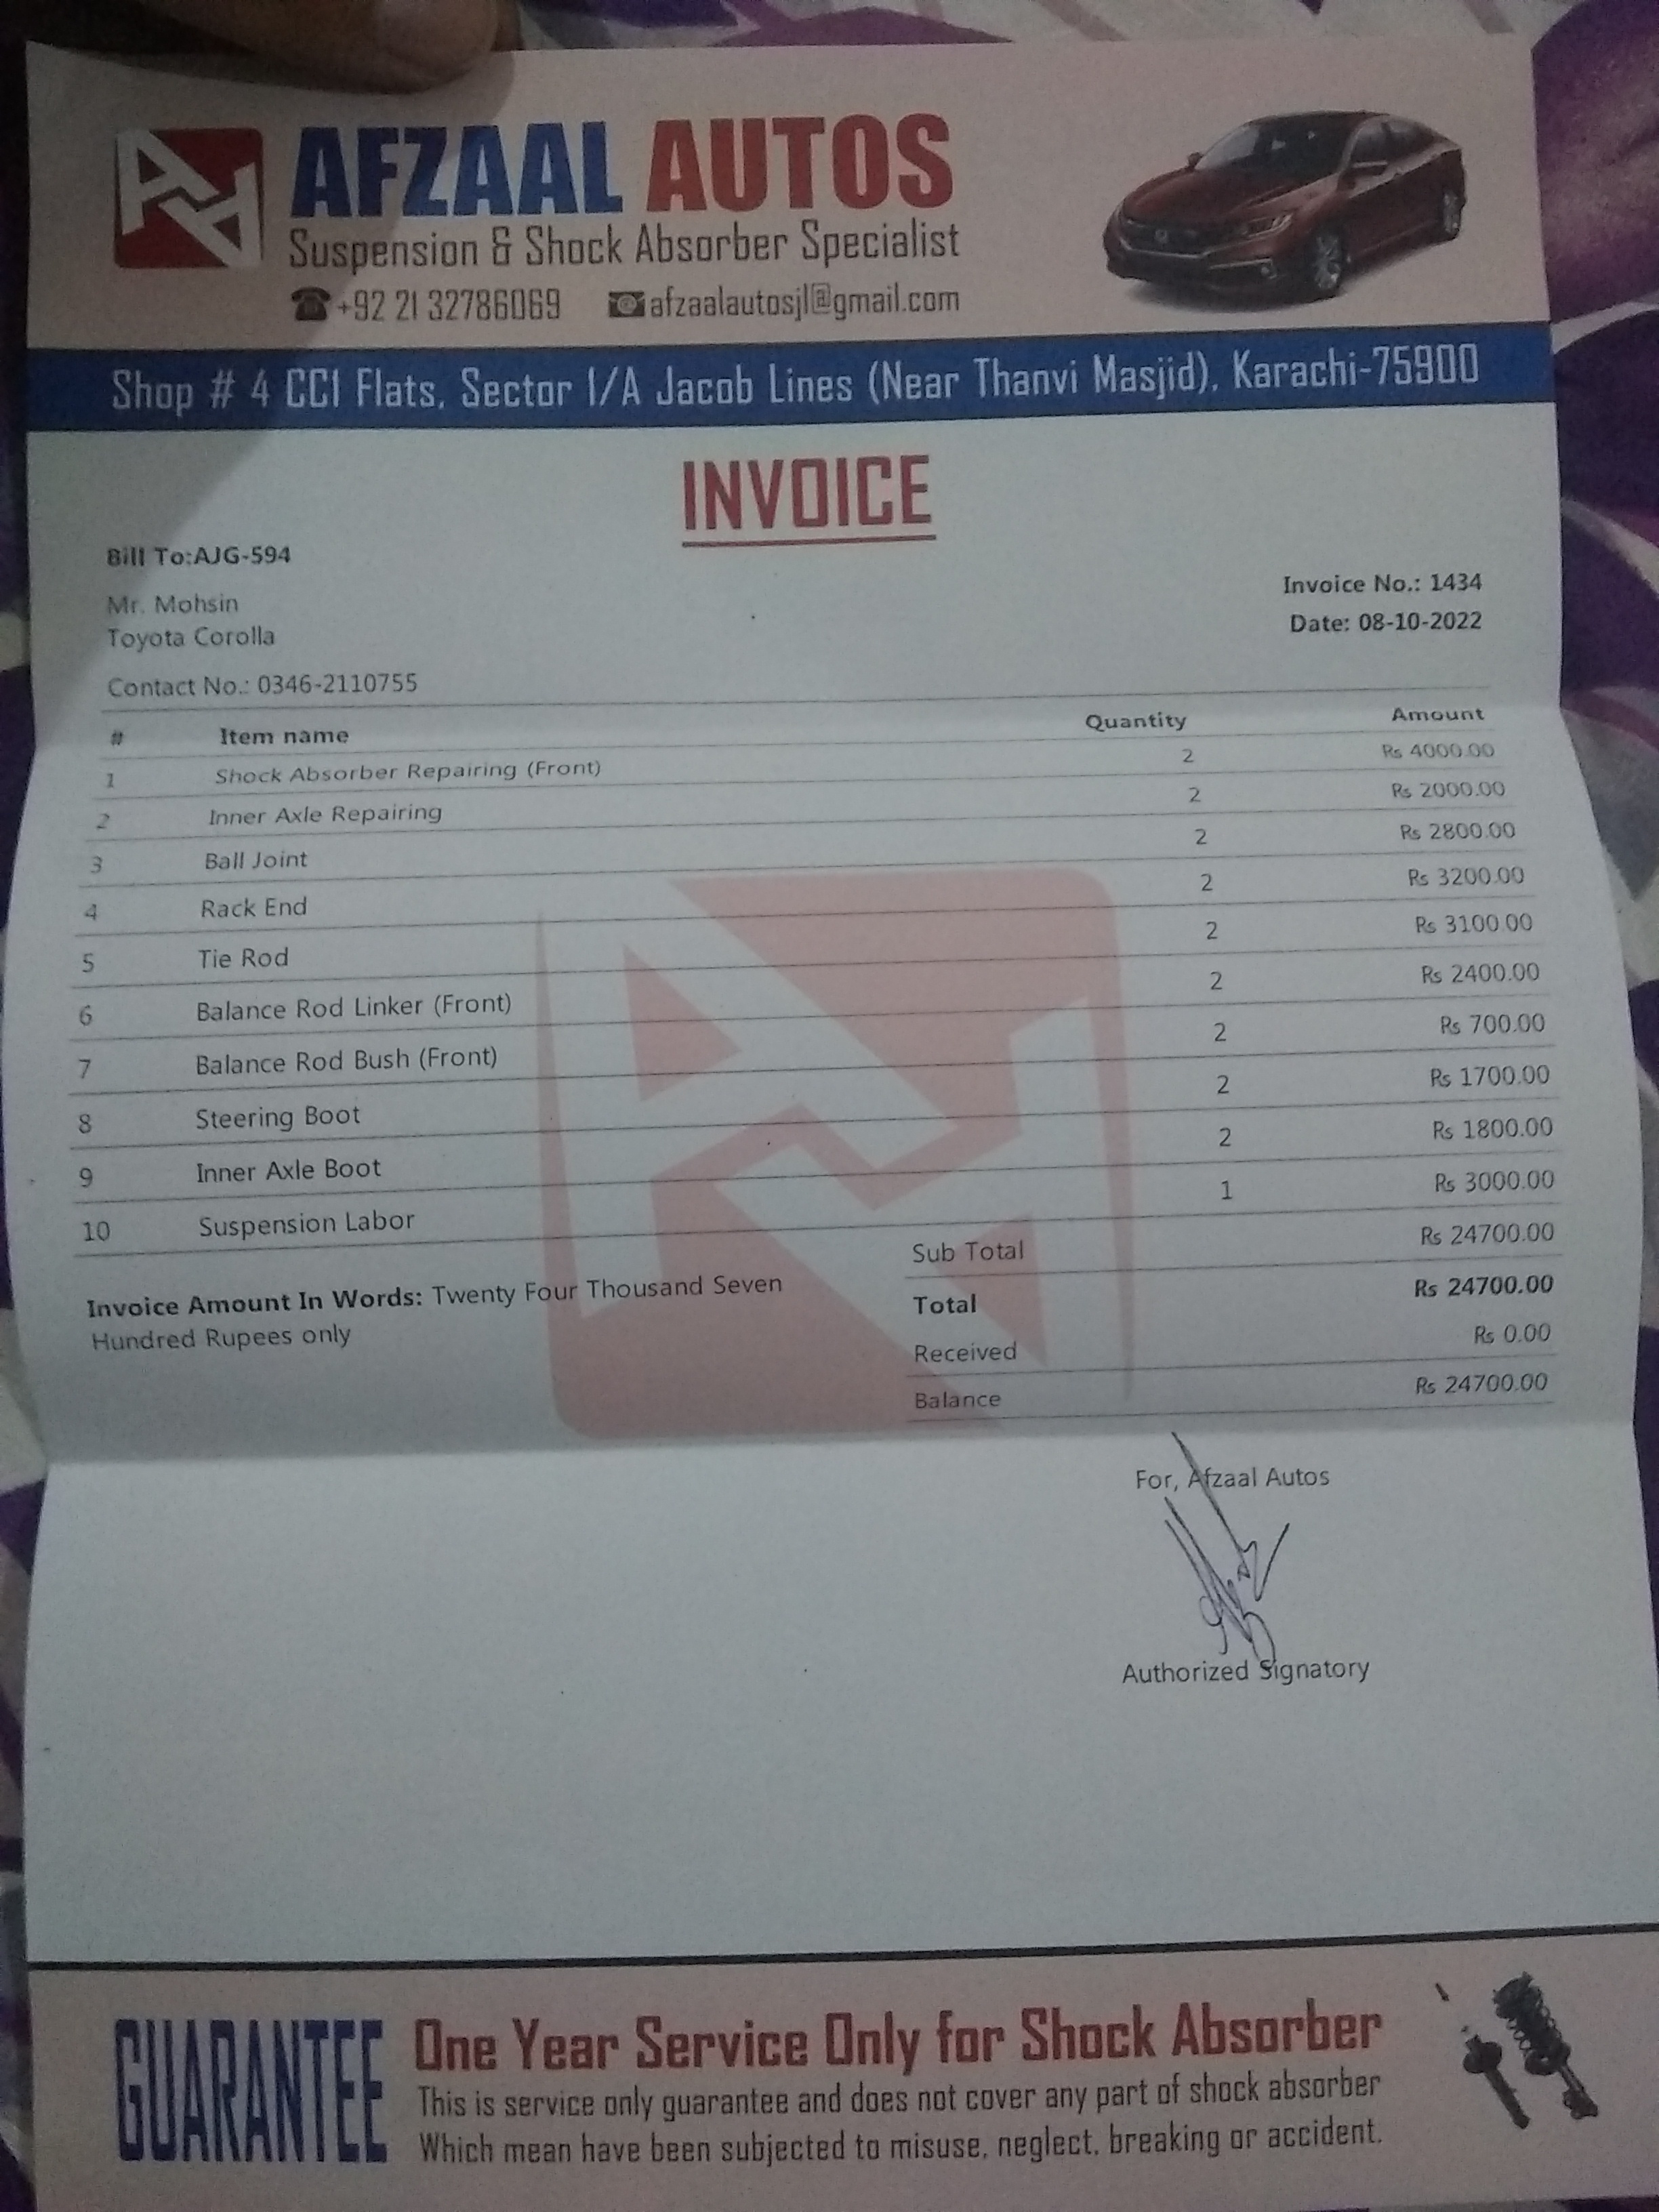 AFZAAL AUTOS
Suspension & Shock Absorber Specialist
+92 21 32786069 afzaalautosjl@gmail.com
Shop # 4 CC1 Flats, Sector 1/A Jacob Lines (Near Thanvi Masjid), Karachi-75900
INVOICE
Bill To:AJG-594
Mr. Mohsin
Toyota Corolla
Contact No.: 0346-2110755
Invoice No.: 1434
Date: 08-10-2022
# Item name Quantity Amount
1 Shock Absorber Repairing (Front) 2 Rs 4000.00
2 Inner Axle Repairing 2 Rs 2000.00
3 Ball Joint 2 Rs 2800.00
4 Rack End 2 Rs 3200.00
5 Tie Rod 2 Rs 3100.00
6 Balance Rod Linker (Front) 2 Rs 2400.00
7 Balance Rod Bush (Front) 2 Rs 700.00
8 Steering Boot 2 Rs 1700.00
9 Inner Axle Boot 2 Rs 1800.00
10 Suspension Labor 1 Rs 3000.00
Sub Total Rs 24700.00
Total Rs 24700.00
Received Rs 0.00
Balance Rs 24700.00
Invoice Amount In Words: Twenty Four Thousand Seven
Hundred Rupees only
For, Afzaal Autos
Authorized Signatory
GUARANTEE
One Year Service Only for Shock Absorber
This is service only guarantee and does not cover any part of shock absorber
Which mean have been subjected to misuse, neglect. breaking or accident.